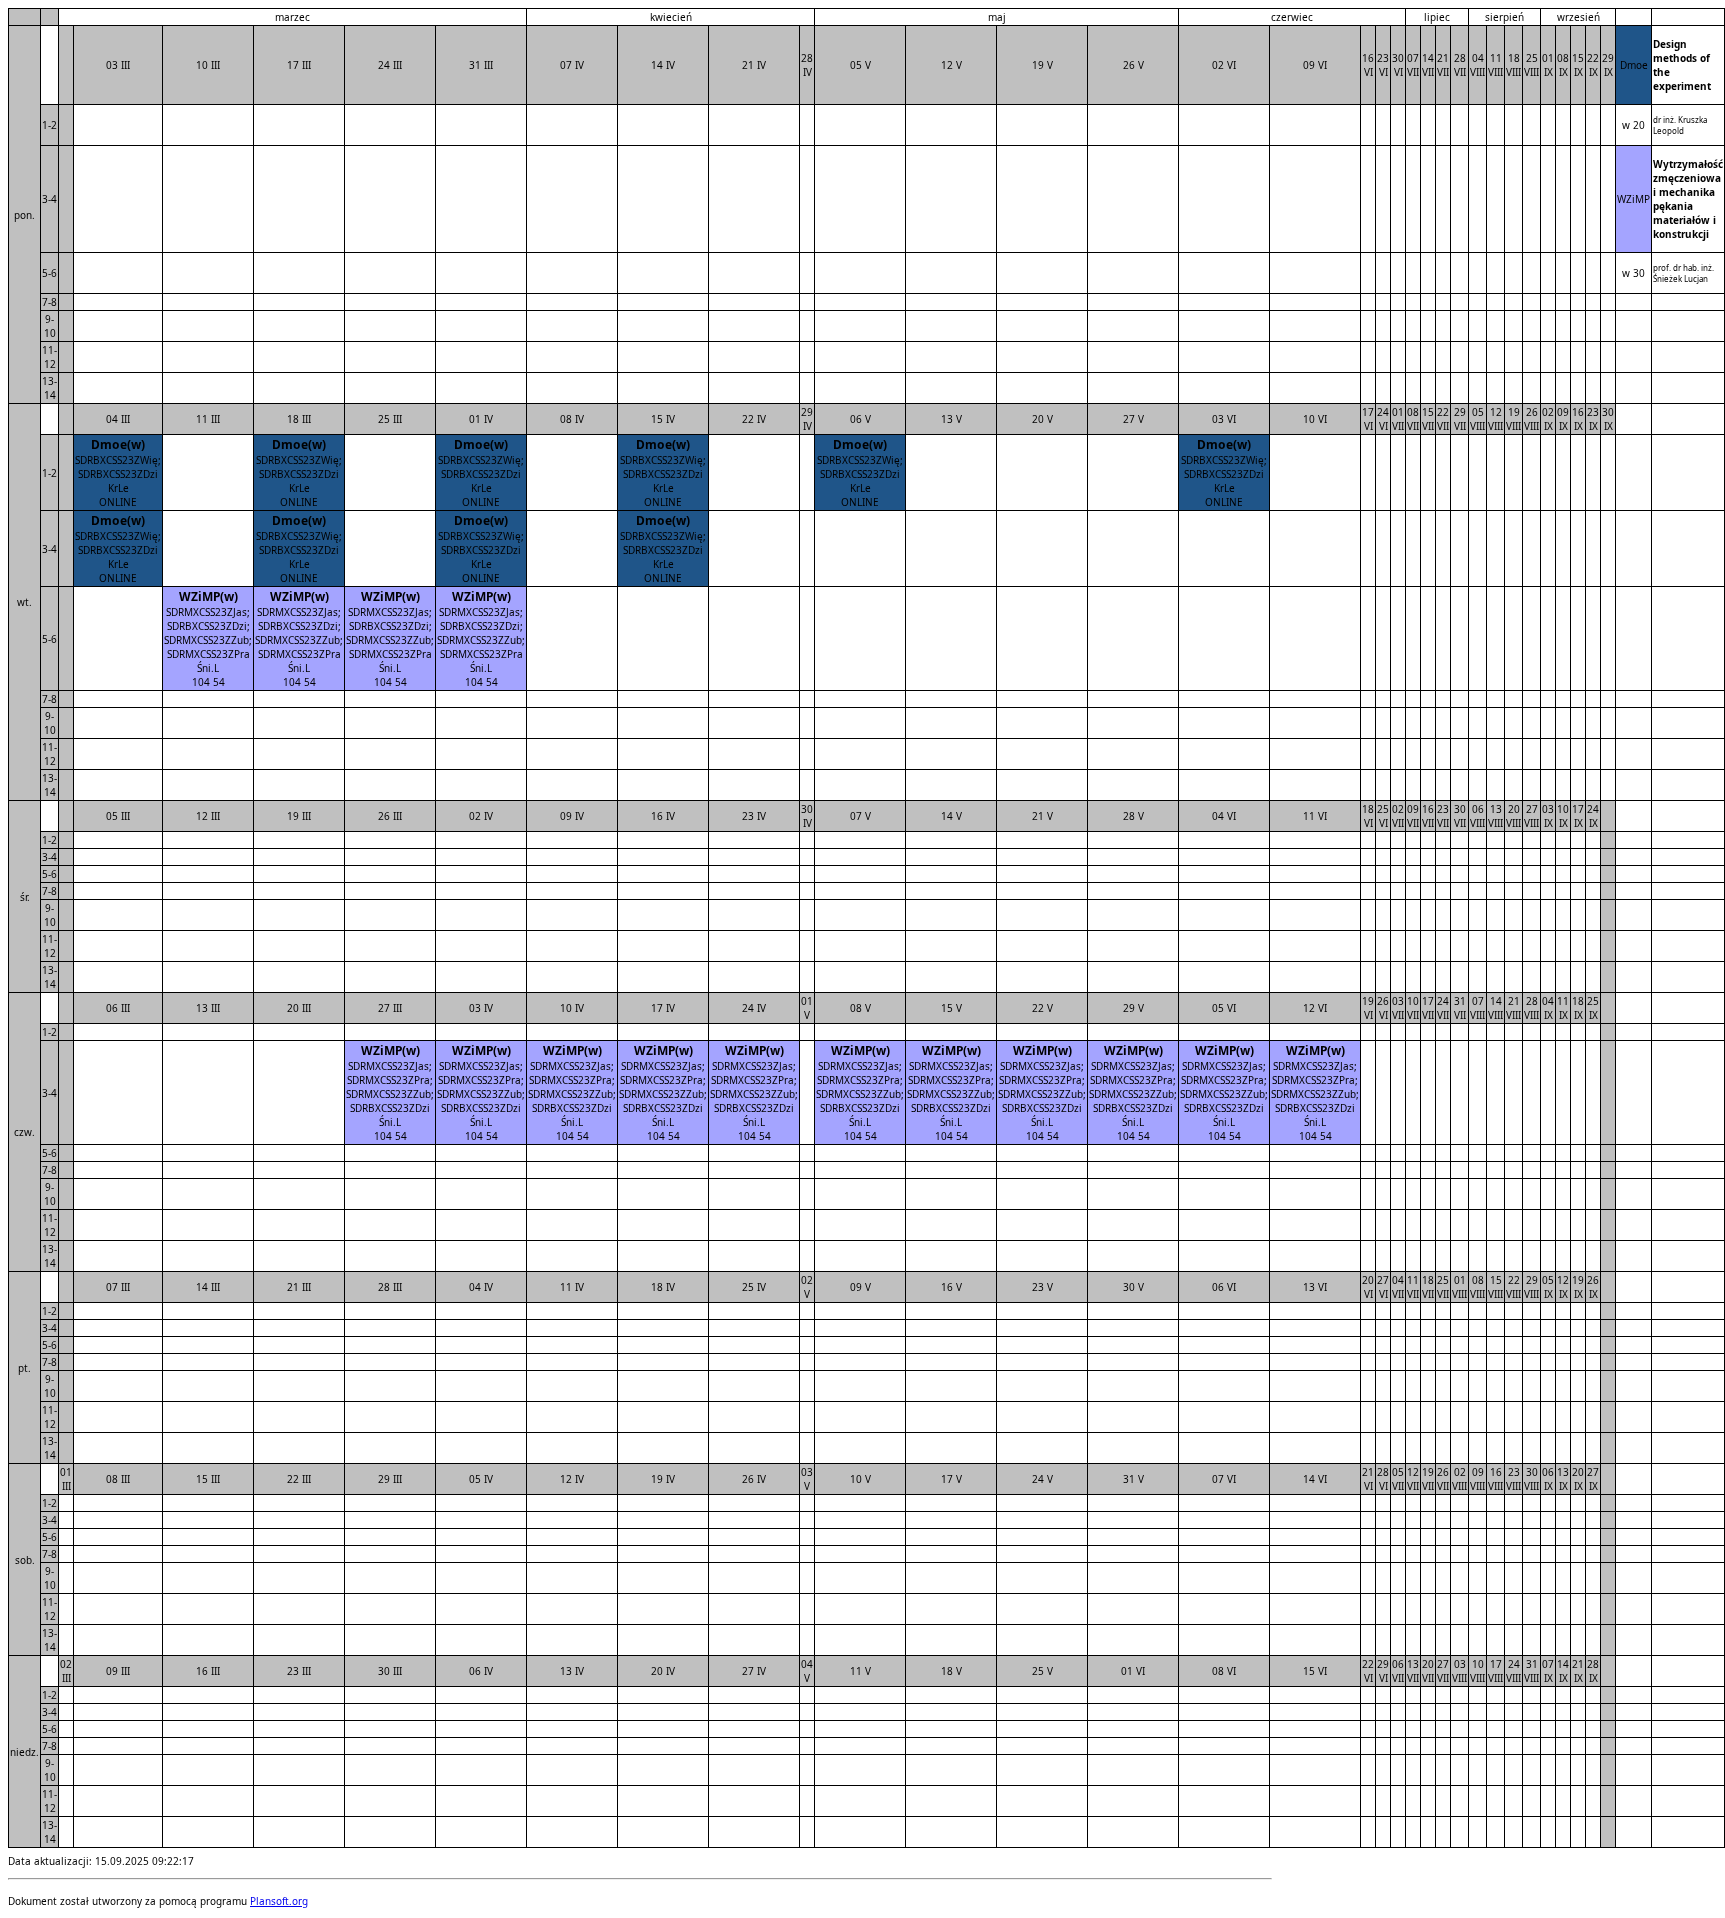 marzec kwiecień maj czerwiec lipiec sierpień wrzesień
pon. 03 III 10 III 17 III 24 III 31 III 07 IV 14 IV 21 IV 28 IV 05 V 12 V 19 V 26 V 02 VI 09 VI 16 VI 23 VI 30 VI 07 VII 14 VII 21 VII 28 VII 04 VIII 11 VIII 18 VIII 25 VIII 01 IX 08 IX 15 IX 22 IX 29 IX Dmoe Design methods of the experiment
1-2 w 20 dr inż. Kruszka Leopold
3-4 WZiMP Wytrzymałość zmęczeniowa i mechanika pękania materiałów i konstrukcji
5-6 w 30 prof. dr hab. inż. Śnieżek Lucjan
7-8
9-10
11-12
13-14
wt. 04 III 11 III 18 III 25 III 01 IV 08 IV 15 IV 22 IV 29 IV 06 V 13 V 20 V 27 V 03 VI 10 VI 17 VI 24 VI 01 VII 08 VII 15 VII 22 VII 29 VII 05 VIII 12 VIII 19 VIII 26 VIII 02 IX 09 IX 16 IX 23 IX 30 IX
1-2
Dmoe(w) Dmoe(w) Dmoe(w) Dmoe(w) Dmoe(w) Dmoe(w)
SDRBXCSS23ZWię; SDRBXCSS23ZWię; SDRBXCSS23ZWię; SDRBXCSS23ZWię; SDRBXCSS23ZWię; SDRBXCSS23ZWię;
SDRBXCSS23ZDzi SDRBXCSS23ZDzi SDRBXCSS23ZDzi SDRBXCSS23ZDzi SDRBXCSS23ZDzi SDRBXCSS23ZDzi
KrLe KrLe KrLe KrLe KrLe KrLe
ONLINE ONLINE ONLINE ONLINE ONLINE ONLINE
3-4
Dmoe(w) Dmoe(w) Dmoe(w) Dmoe(w)
SDRBXCSS23ZWię; SDRBXCSS23ZWię; SDRBXCSS23ZWię; SDRBXCSS23ZWię;
SDRBXCSS23ZDzi SDRBXCSS23ZDzi SDRBXCSS23ZDzi SDRBXCSS23ZDzi
KrLe KrLe KrLe KrLe
ONLINE ONLINE ONLINE ONLINE
5-6
WZiMP(w) WZiMP(w) WZiMP(w) WZiMP(w)
SDRMXCSS23ZJas; SDRMXCSS23ZJas; SDRMXCSS23ZJas; SDRMXCSS23ZJas;
SDRBXCSS23ZDzi; SDRBXCSS23ZDzi; SDRBXCSS23ZDzi; SDRBXCSS23ZDzi;
SDRMXCSS23ZZub; SDRMXCSS23ZZub; SDRMXCSS23ZZub; SDRMXCSS23ZZub;
SDRMXCSS23ZPra SDRMXCSS23ZPra SDRMXCSS23ZPra SDRMXCSS23ZPra
Śni.L Śni.L Śni.L Śni.L
104 54 104 54 104 54 104 54
7-8
9-10
11-12
13-14
śr. 05 III 12 III 19 III 26 III 02 IV 09 IV 16 IV 23 IV 30 IV 07 V 14 V 21 V 28 V 04 VI 11 VI 18 VI 25 VI 02 VII 09 VII 16 VII 23 VII 30 VII 06 VIII 13 VIII 20 VIII 27 VIII 03 IX 10 IX 17 IX 24 IX
1-2
3-4
5-6
7-8
9-10
11-12
13-14
czw. 06 III 13 III 20 III 27 III 03 IV 10 IV 17 IV 24 IV 01 V 08 V 15 V 22 V 29 V 05 VI 12 VI 19 VI 26 VI 03 VII 10 VII 17 VII 24 VII 31 VII 07 VIII 14 VIII 21 VIII 28 VIII 04 IX 11 IX 18 IX 25 IX
1-2
3-4
WZiMP(w) WZiMP(w) WZiMP(w) WZiMP(w) WZiMP(w) WZiMP(w) WZiMP(w) WZiMP(w) WZiMP(w) WZiMP(w) WZiMP(w)
SDRMXCSS23ZJas; SDRMXCSS23ZJas; SDRMXCSS23ZJas; SDRMXCSS23ZJas; SDRMXCSS23ZJas; SDRMXCSS23ZJas; SDRMXCSS23ZJas; SDRMXCSS23ZJas; SDRMXCSS23ZJas; SDRMXCSS23ZJas; SDRMXCSS23ZJas;
SDRMXCSS23ZPra; SDRMXCSS23ZPra; SDRMXCSS23ZPra; SDRMXCSS23ZPra; SDRMXCSS23ZPra; SDRMXCSS23ZPra; SDRMXCSS23ZPra; SDRMXCSS23ZPra; SDRMXCSS23ZPra; SDRMXCSS23ZPra; SDRMXCSS23ZPra;
SDRMXCSS23ZZub; SDRMXCSS23ZZub; SDRMXCSS23ZZub; SDRMXCSS23ZZub; SDRMXCSS23ZZub; SDRMXCSS23ZZub; SDRMXCSS23ZZub; SDRMXCSS23ZZub; SDRMXCSS23ZZub; SDRMXCSS23ZZub; SDRMXCSS23ZZub;
SDRBXCSS23ZDzi SDRBXCSS23ZDzi SDRBXCSS23ZDzi SDRBXCSS23ZDzi SDRBXCSS23ZDzi SDRBXCSS23ZDzi SDRBXCSS23ZDzi SDRBXCSS23ZDzi SDRBXCSS23ZDzi SDRBXCSS23ZDzi SDRBXCSS23ZDzi
Śni.L Śni.L Śni.L Śni.L Śni.L Śni.L Śni.L Śni.L Śni.L Śni.L Śni.L
104 54 104 54 104 54 104 54 104 54 104 54 104 54 104 54 104 54 104 54 104 54
5-6
7-8
9-10
11-12
13-14
pt. 07 III 14 III 21 III 28 III 04 IV 11 IV 18 IV 25 IV 02 V 09 V 16 V 23 V 30 V 06 VI 13 VI 20 VI 27 VI 04 VII 11 VII 18 VII 25 VII 01 VIII 08 VIII 15 VIII 22 VIII 29 VIII 05 IX 12 IX 19 IX 26 IX
1-2
3-4
5-6
7-8
9-10
11-12
13-14
sob. 01 III 08 III 15 III 22 III 29 III 05 IV 12 IV 19 IV 26 IV 03 V 10 V 17 V 24 V 31 V 07 VI 14 VI 21 VI 28 VI 05 VII 12 VII 19 VII 26 VII 02 VIII 09 VIII 16 VIII 23 VIII 30 VIII 06 IX 13 IX 20 IX 27 IX
1-2
3-4
5-6
7-8
9-10
11-12
13-14
niedz. 02 III 09 III 16 III 23 III 30 III 06 IV 13 IV 20 IV 27 IV 04 V 11 V 18 V 25 V 01 VI 08 VI 15 VI 22 VI 29 VI 06 VII 13 VII 20 VII 27 VII 03 VIII 10 VIII 17 VIII 24 VIII 31 VIII 07 IX 14 IX 21 IX 28 IX
1-2
3-4
5-6
7-8
9-10
11-12
13-14
Data aktualizacji: 15.09.2025 09:22:17
Dokument został utworzony za pomocą programu Plansoft.org